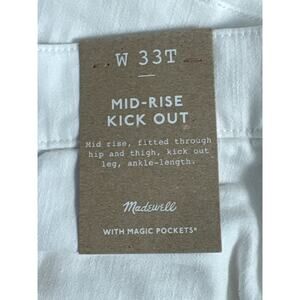 W 33T
MID-RISE
KICK OUT
Mid rise, fitted through
hip and thigh, kick out
leg, ankle-length.
Madewell
WITH MAGIC POCKETS®